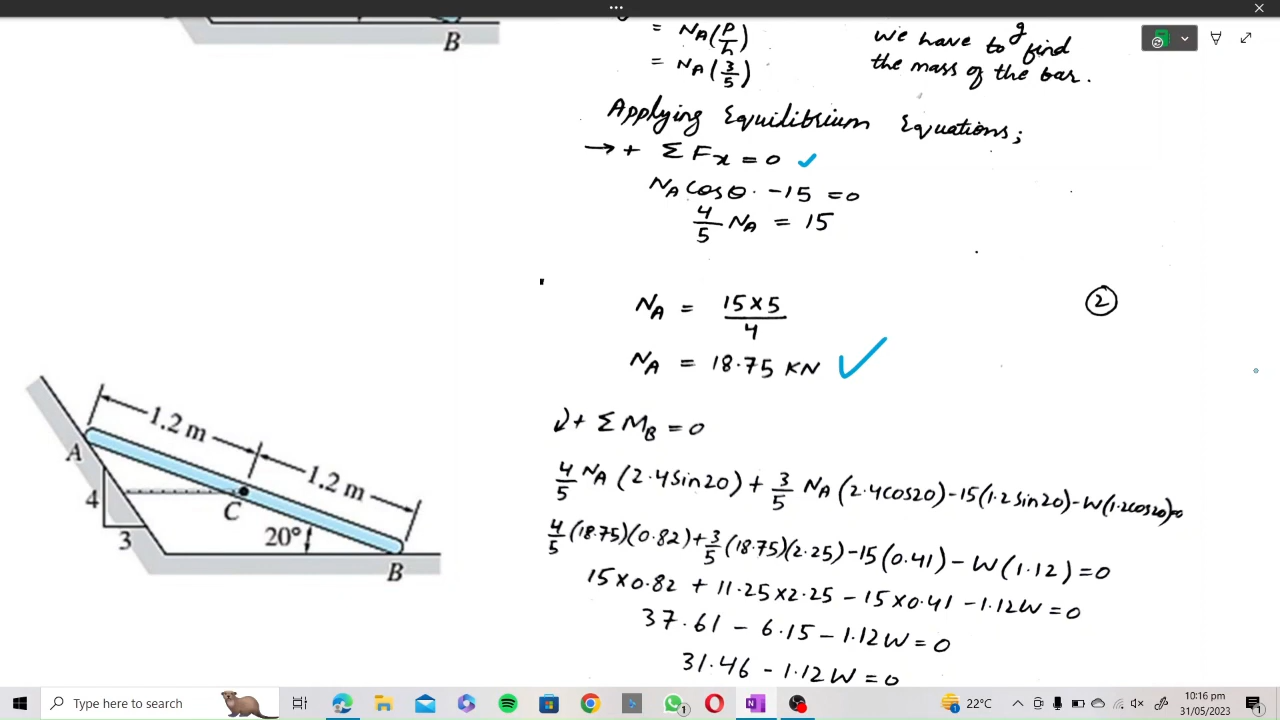 B
= NA(P/h)
= NA(3/5)
we have to find
the mass of the bar.
Applying Equilibrium Equations;
→ + ΣFx = 0 ✓
NA cosθ - 15 = 0
4/5 NA = 15
2
NA = 15×5/4
NA = 18.75 KN ✓
+ ΣMB = 0
4/5 NA (2.4sin20) + 3/5 NA (2.4cos20) - 15(1.2sin20) - W(1.2cos20)=0
4/5 (18.75)(0.82) + 3/5 (18.75)(2.25) - 15(0.41) - W(1.12) = 0
15×0.82 + 11.25×2.25 - 15×0.41 - 1.12W = 0
37.61 - 6.15 - 1.12W = 0
31.46 - 1.12W = 0
1.2 m
1.2 m
A
4
3
C
20°
B
Type here to search
1
1
22°C
10:16 pm
31/05/2023